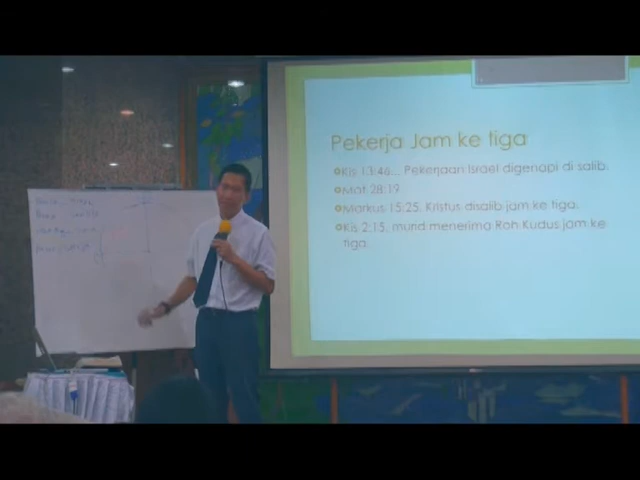 Pekerja Jam ke tiga
Kis 13:46... Pekerjaan Israel digenapi di salib.
Mat 28:19
Markus 15:25, Kristus disalib jam ke tiga.
Kis 2:15, murid menerima Roh Kudus jam ke
tiga.